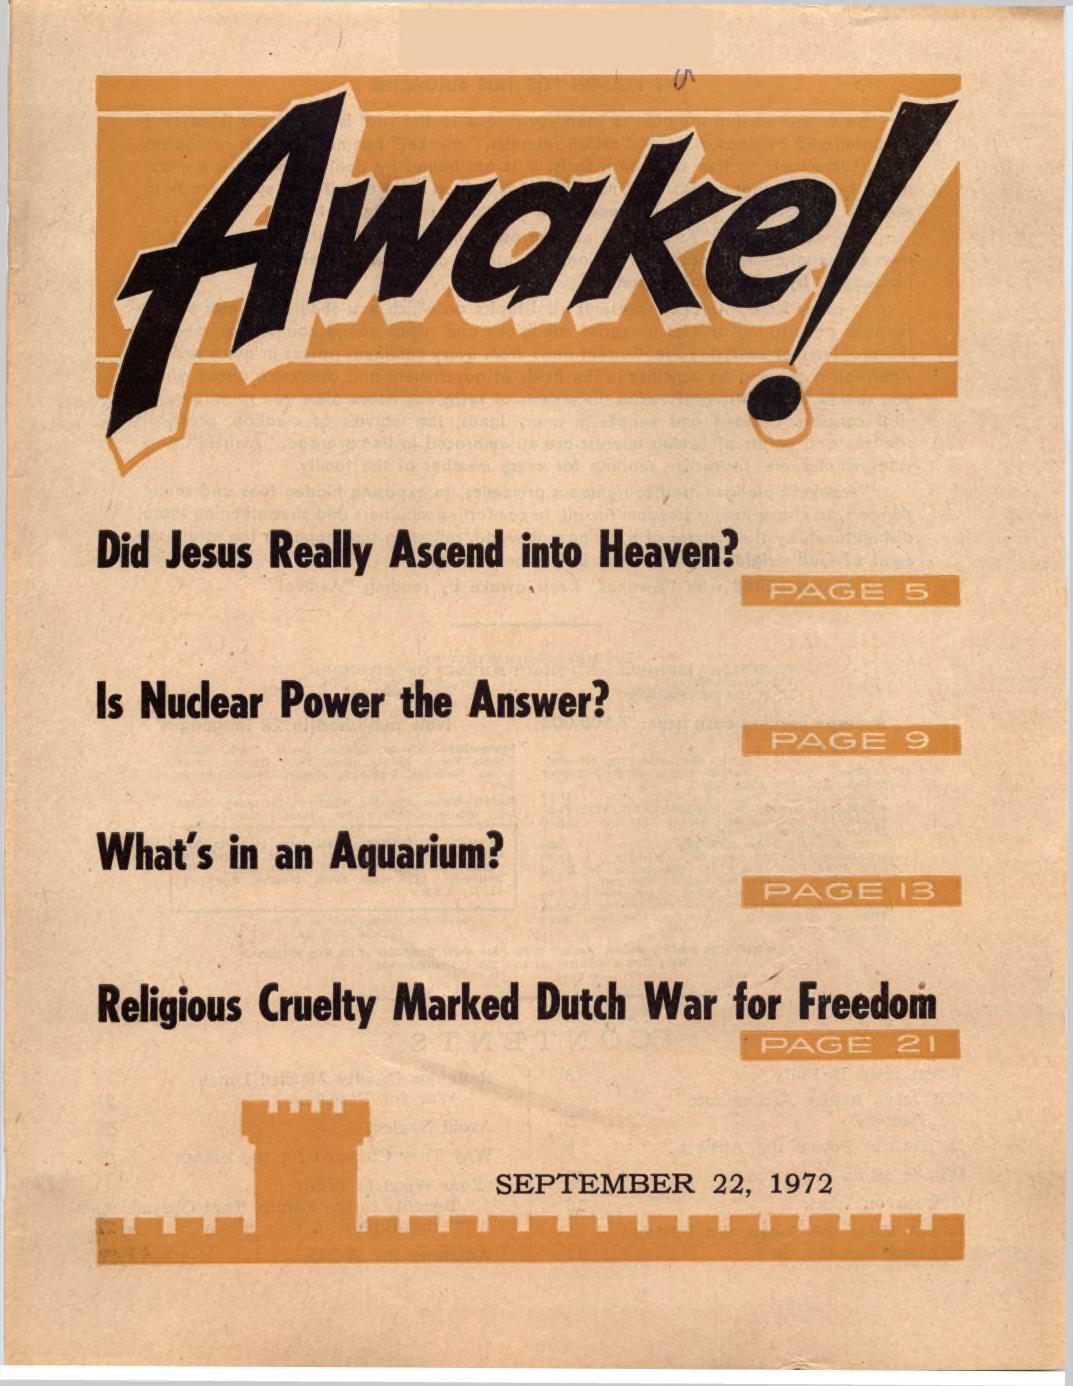 Awake!
Did Jesus Really Ascend into Heaven?
PAGE 5
Is Nuclear Power the Answer?
PAGE 9
What's in an Aquarium?
PAGE 13
Religious Cruelty Marked Dutch War for Freedom
PAGE 21
SEPTEMBER 22, 1972